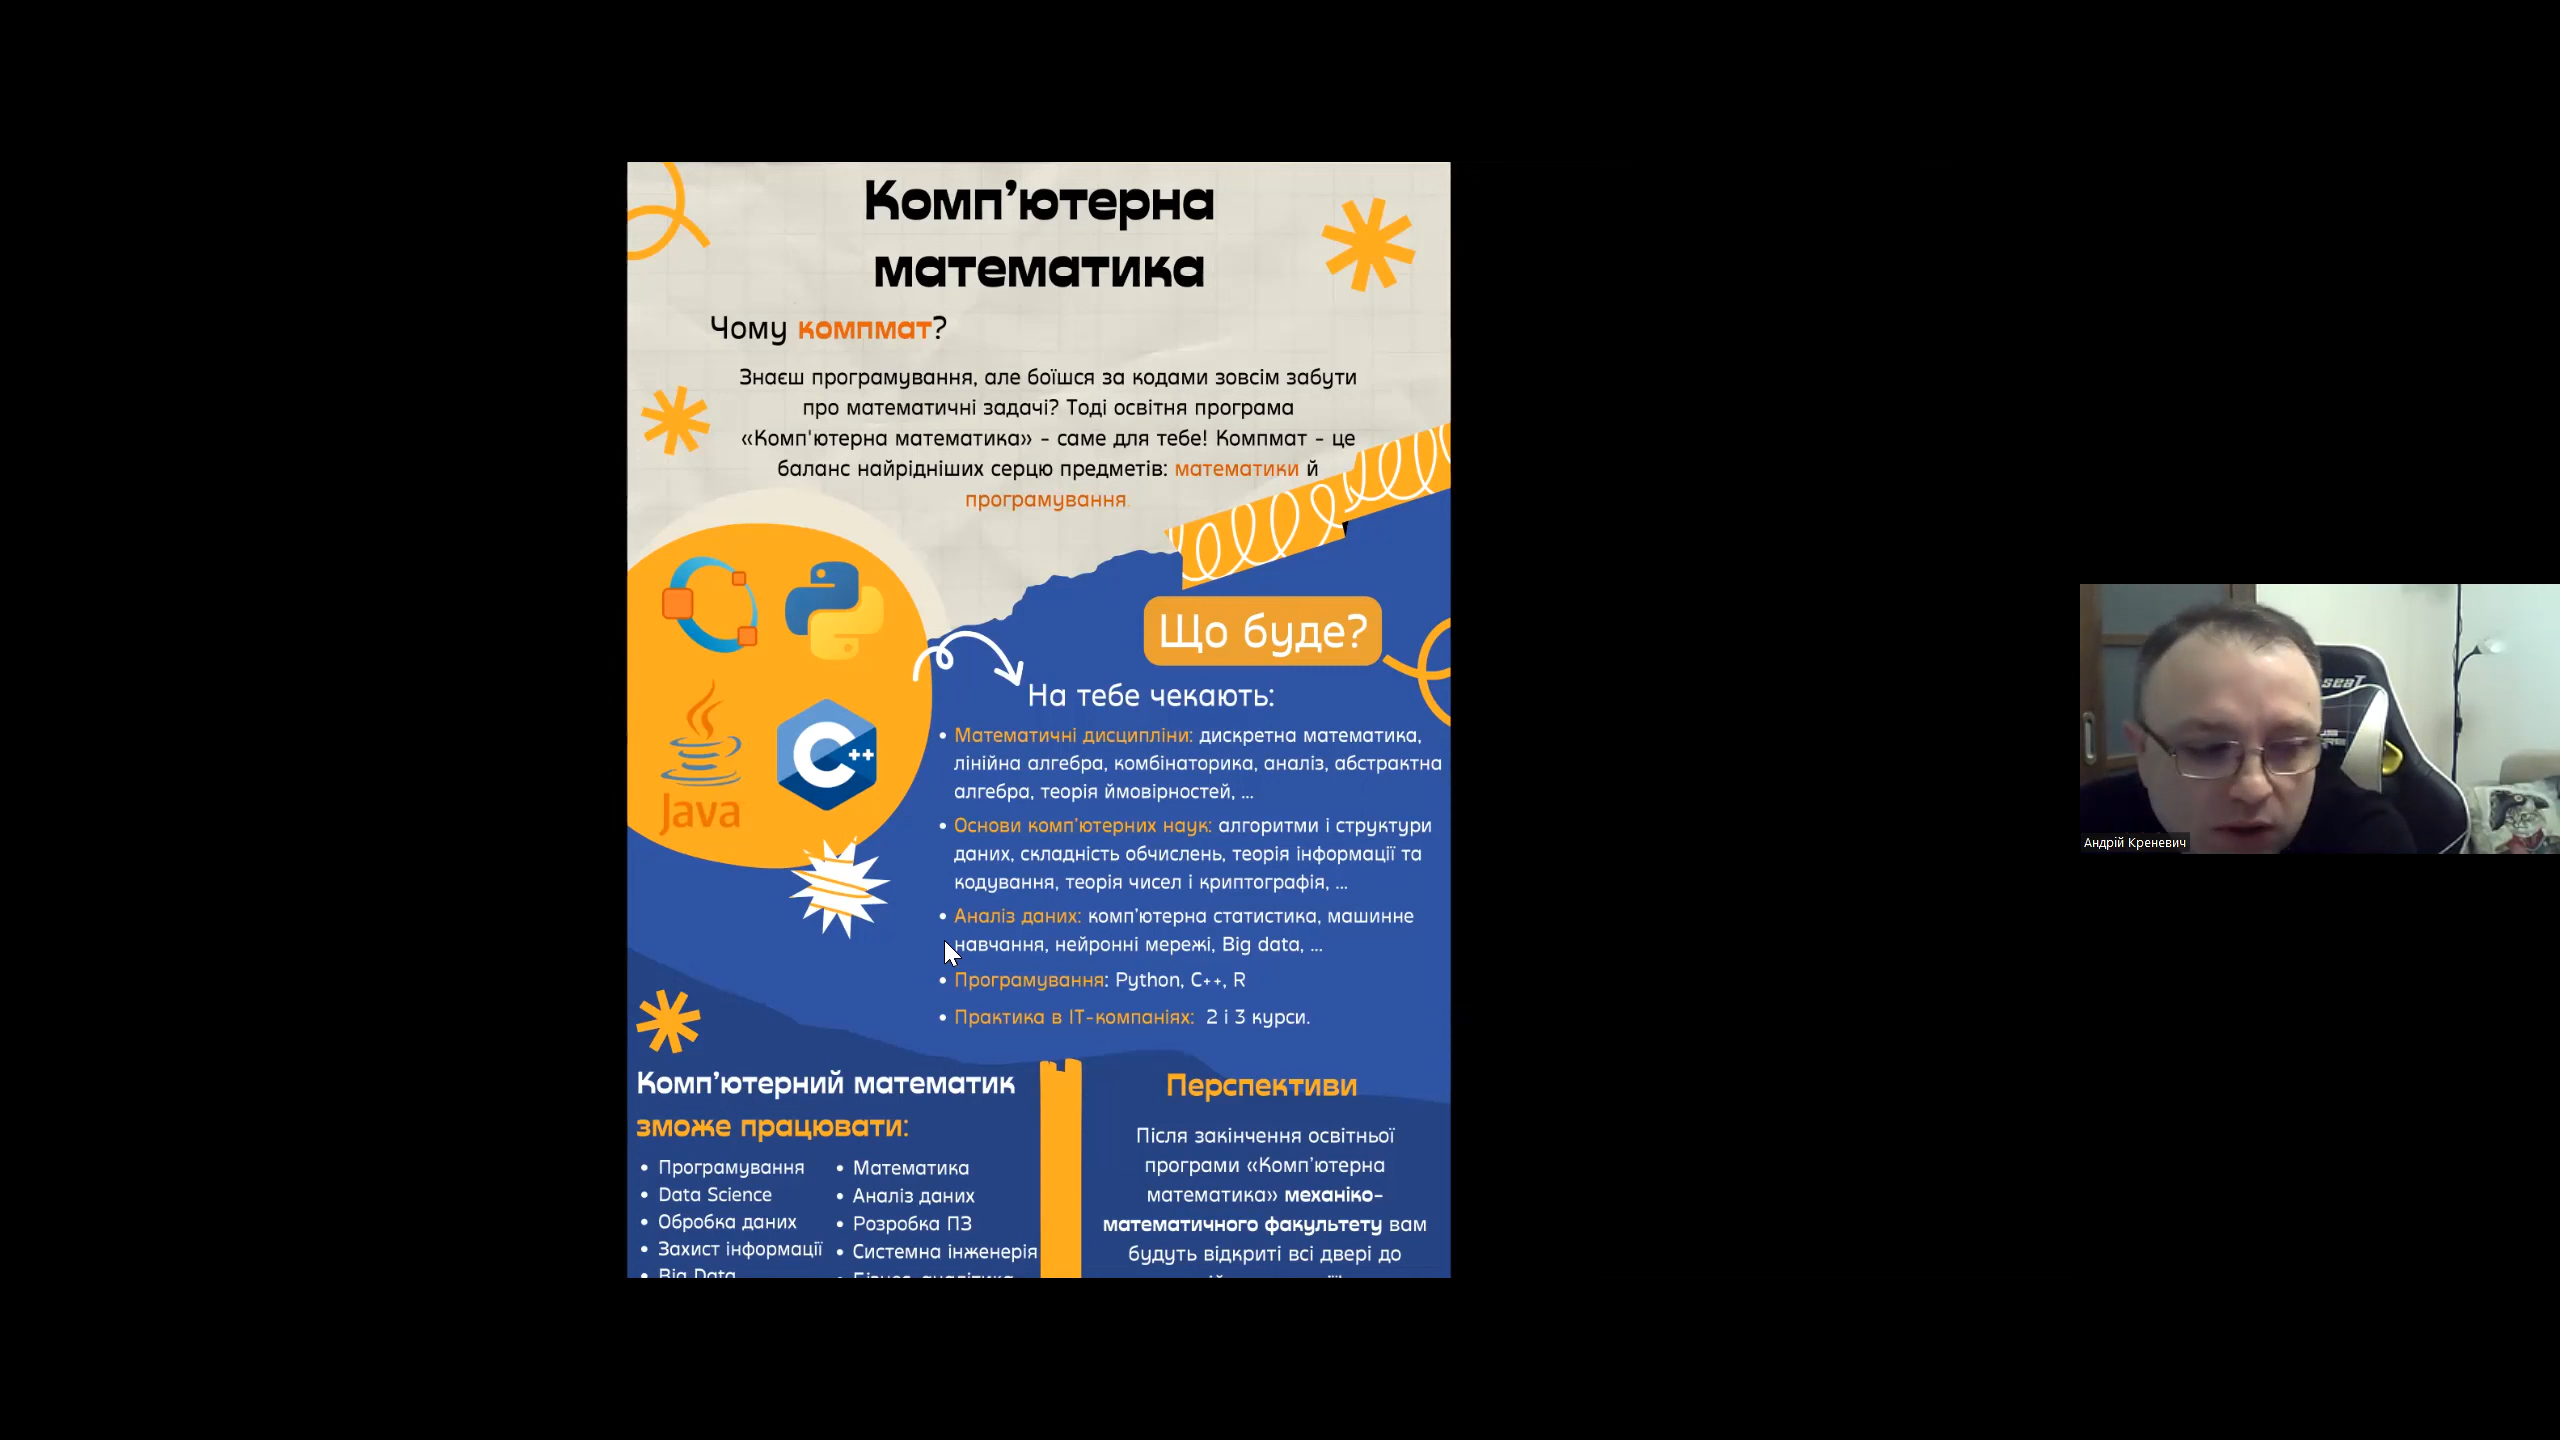 Комп’ютерна
математика
Чому компмат?
Знаєш програмування, але боїшся за кодами зовсім забути
про математичні задачі? Тоді освітня програма
«Комп'ютерна математика» - саме для тебе! Компмат - це
баланс найрідніших серцю предметів: математики й
програмування.
Java
C++
Що буде?
На тебе чекають:
• Математичні дисципліни: дискретна математика,
лінійна алгебра, комбінаторика, аналіз, абстрактна
алгебра, теорія ймовірностей, ...
• Основи комп’ютерних наук: алгоритми і структури
даних, складність обчислень, теорія інформації та
кодування, теорія чисел і криптографія, ...
• Аналіз даних: комп’ютерна статистика, машинне
навчання, нейронні мережі, Big data, ...
• Програмування: Python, C++, R
• Практика в ІТ-компаніях: 2 і 3 курси.
Комп’ютерний математик
зможе працювати:
• Програмування
• Data Science
• Обробка даних
• Захист інформації
• Big Data
• Математика
• Аналіз даних
• Розробка ПЗ
• Системна інженерія
• Бізнес-аналітика
Перспективи
Після закінчення освітньої
програми «Комп’ютерна
математика» механіко-
математичного факультету вам
будуть відкриті всі двері до
seaT
Андрій Креневич